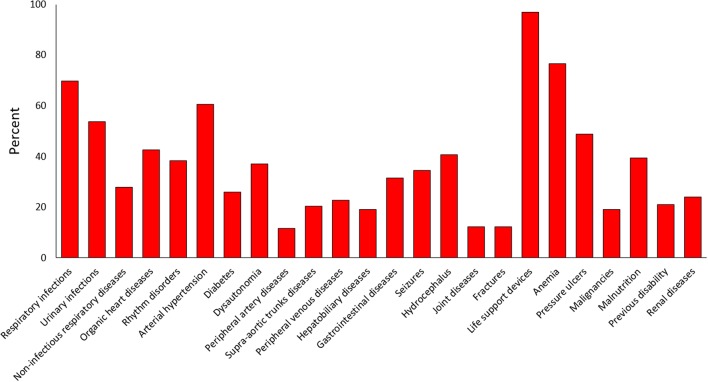 100
80
60
40
20
0
Percent
Respiratory infections
Urinary infections
Non-infectious respiratory diseases
Organic heart diseases
Rhythm disorders
Arterial hypertension
Diabetes
Dysautonomia
Peripheral artery diseases
Supra-aortic trunks diseases
Peripheral venous diseases
Hepatobiliary diseases
Gastrointestinal diseases
Seizures
Hydrocephalus
Joint diseases
Fractures
Life support devices
Anemia
Pressure ulcers
Malignancies
Malnutrition
Previous disability
Renal diseases